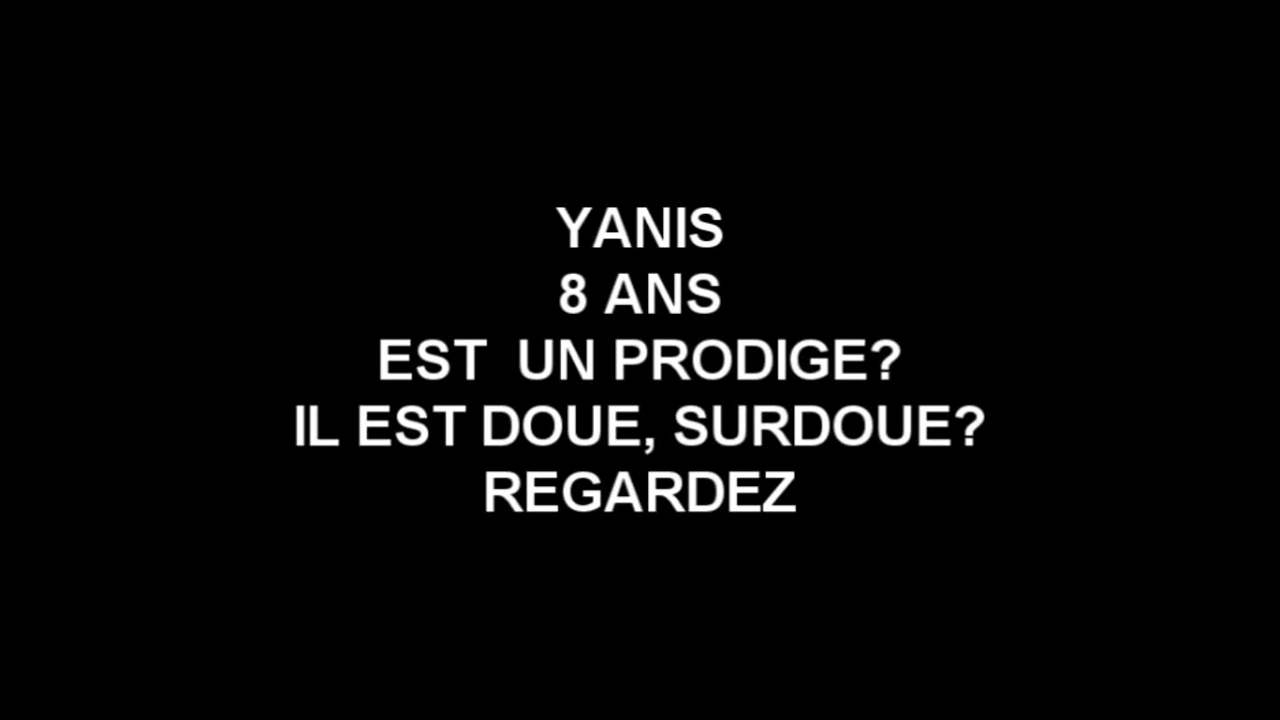 YANIS
8 ANS
EST  UN PRODIGE?
IL EST DOUE, SURDOUE?
REGARDEZ